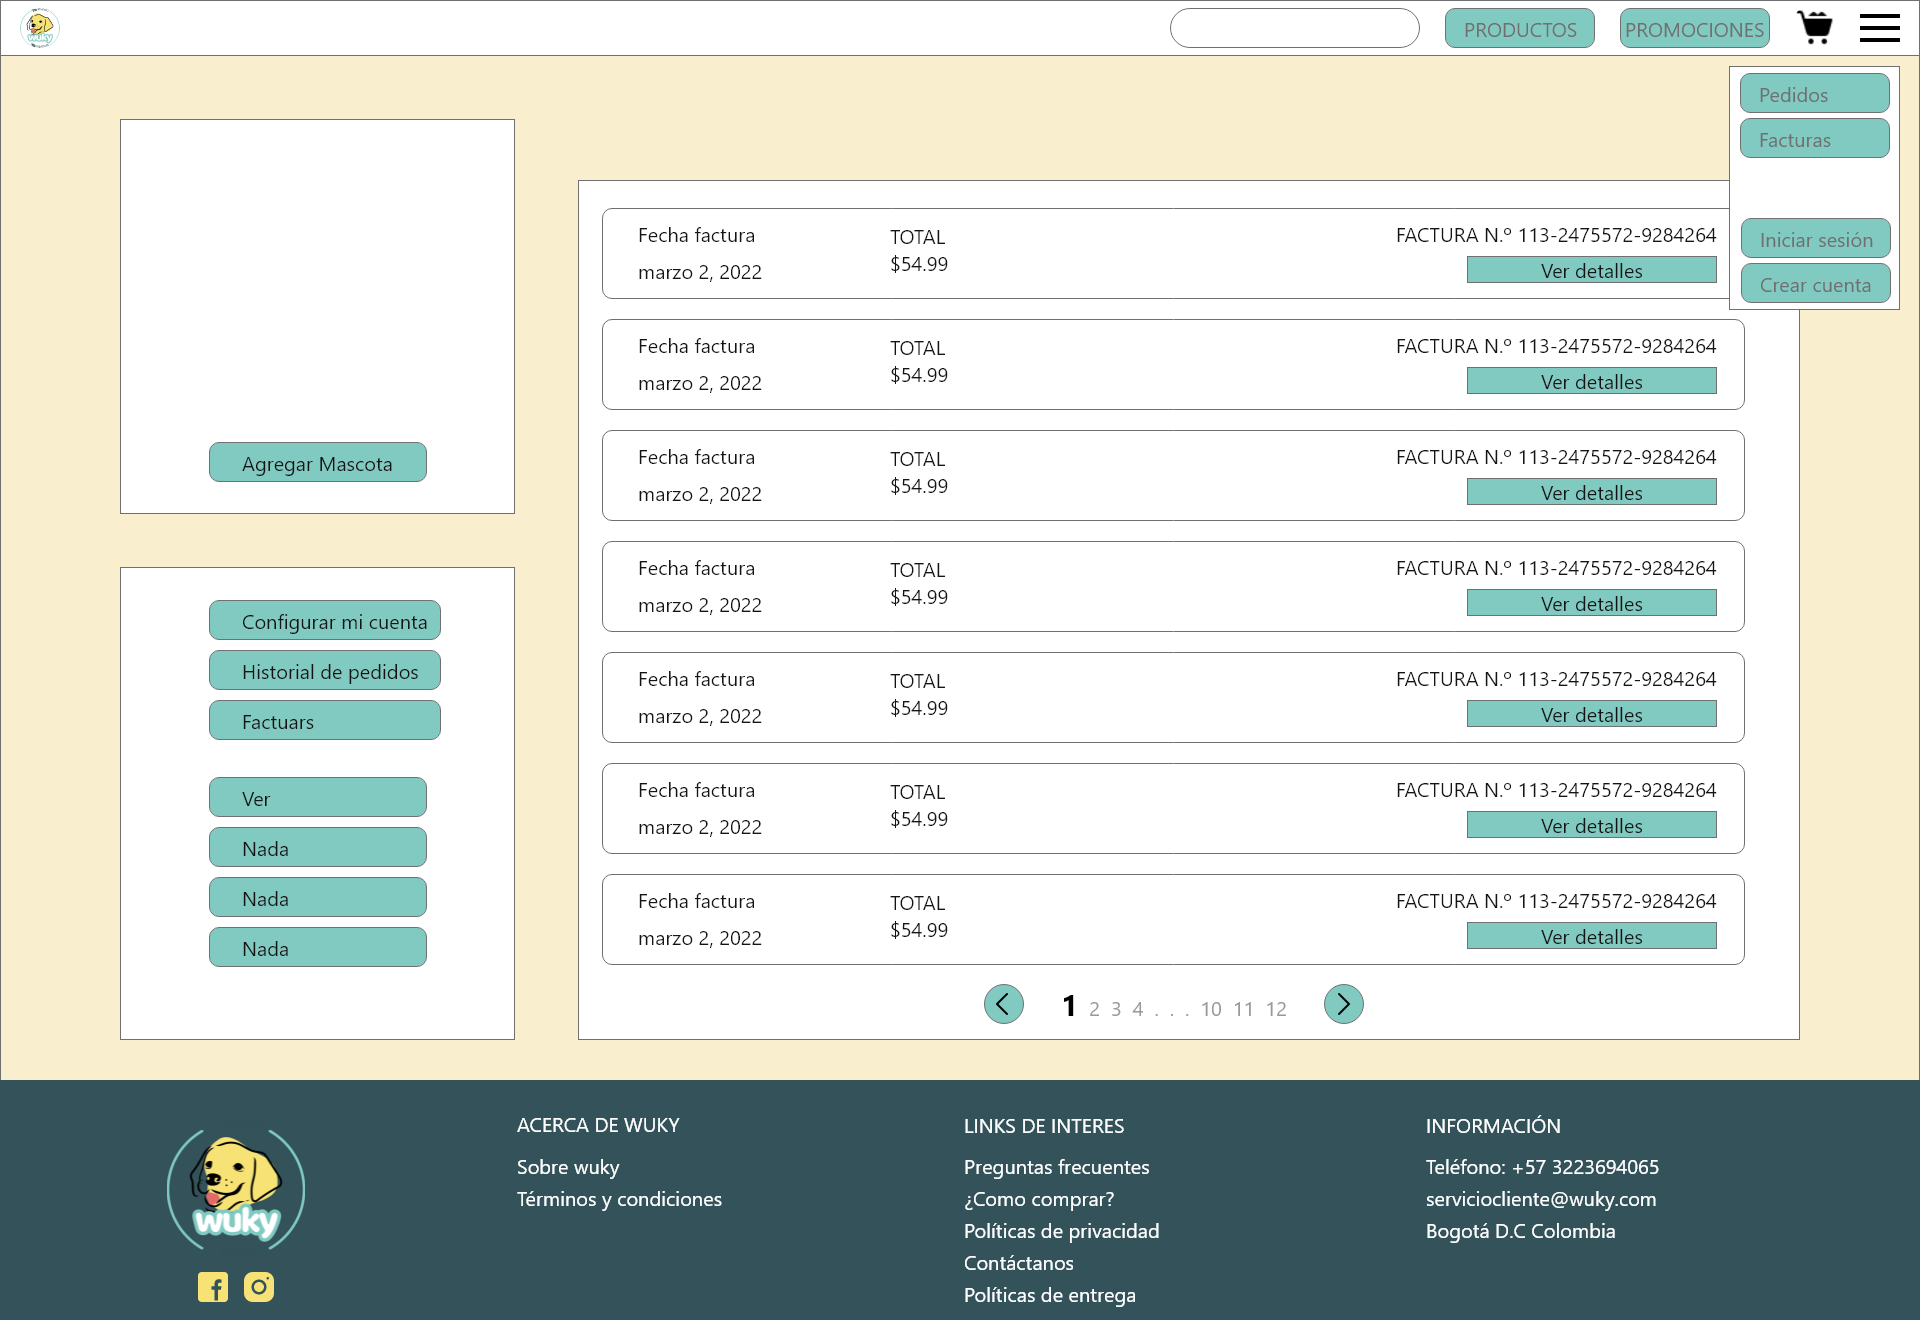 wuky
PRODUCTOS
PROMOCIONES
Pedidos
Facturas
Iniciar sesión
Crear cuenta
Agregar Mascota
Configurar mi cuenta
Historial de pedidos
Factuars
Ver
Nada
Nada
Nada
Fecha factura
marzo 2, 2022
TOTAL
$54.99
FACTURA N.º 113-2475572-9284264
Ver detalles
Fecha factura
marzo 2, 2022
TOTAL
$54.99
FACTURA N.º 113-2475572-9284264
Ver detalles
Fecha factura
marzo 2, 2022
TOTAL
$54.99
FACTURA N.º 113-2475572-9284264
Ver detalles
Fecha factura
marzo 2, 2022
TOTAL
$54.99
FACTURA N.º 113-2475572-9284264
Ver detalles
Fecha factura
marzo 2, 2022
TOTAL
$54.99
FACTURA N.º 113-2475572-9284264
Ver detalles
Fecha factura
marzo 2, 2022
TOTAL
$54.99
FACTURA N.º 113-2475572-9284264
Ver detalles
Fecha factura
marzo 2, 2022
TOTAL
$54.99
FACTURA N.º 113-2475572-9284264
Ver detalles
1 2 3 4 . . . 10 11 12
wuky
ACERCA DE WUKY
Sobre wuky
Términos y condiciones
LINKS DE INTERES
Preguntas frecuentes
¿Como comprar?
Políticas de privacidad
Contáctanos
Políticas de entrega
INFORMACIÓN
Teléfono: +57 3223694065
serviciocliente@wuky.com
Bogotá D.C Colombia